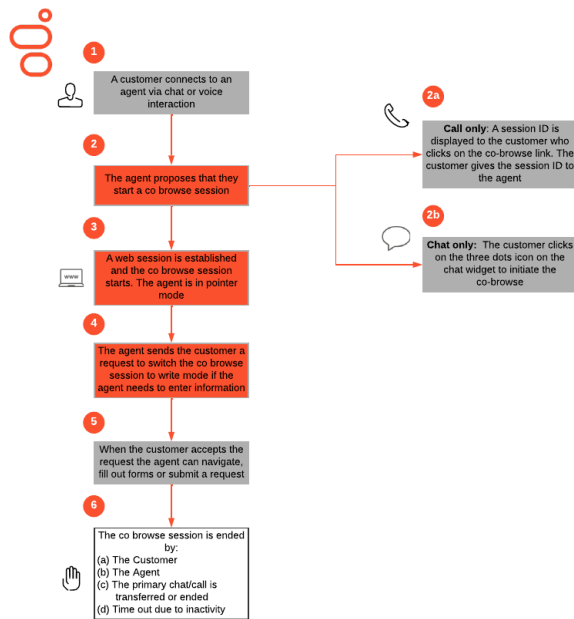 1
A customer connects to an
agent via chat or voice
interaction
2
The agent proposes that they
start a co browse session
2a
Call only: A session ID is
displayed to the customer who
clicks on the co-browse link. The
customer gives the session ID to
the agent
2b
Chat only: The customer clicks
on the three dots icon on the
chat widget to initiate the
co-browse
3
A web session is established
and the co browse session
starts. The agent is in pointer
mode
www
4
The agent sends the customer a
request to switch the co browse
session to write mode if the
agent needs to enter information
5
When the customer accepts the
request the agent can navigate,
fill out forms or submit a request
6
The co browse session is ended
by:
(a) The Customer
(b) The Agent
(c) The primary chat/call is
transferred or ended
(d) Time out due to inactivity